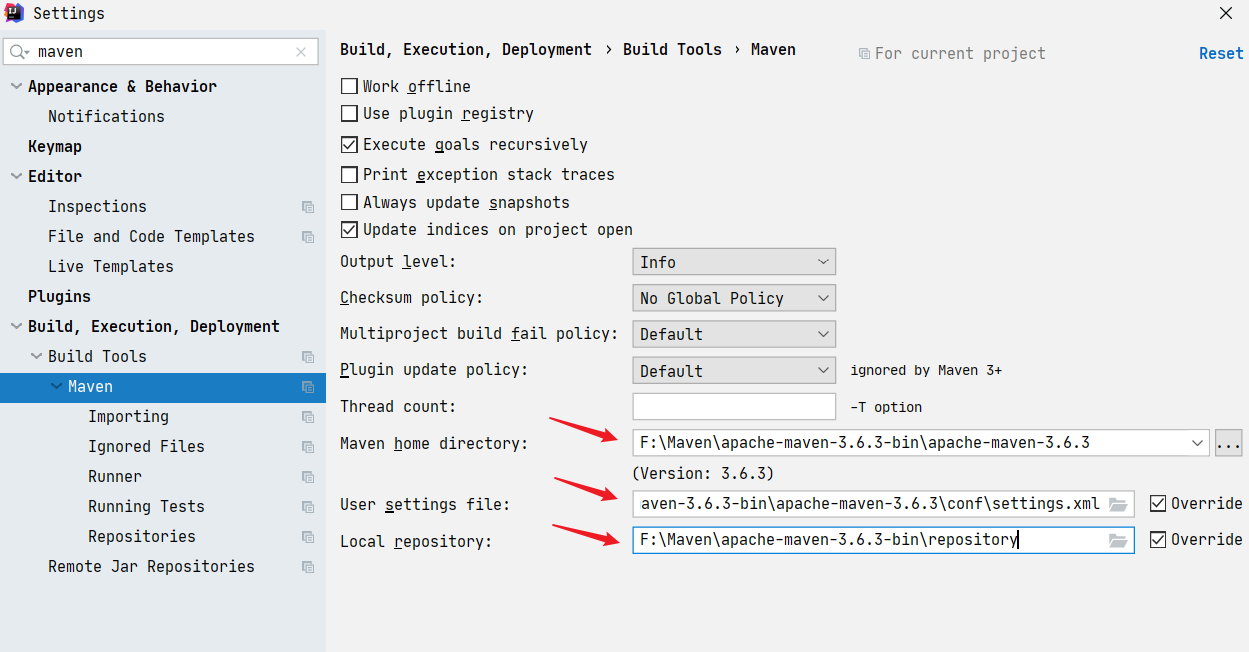 Settings
maven
Appearance & Behavior
Notifications
Keymap
Editor
Inspections
File and Code Templates
Live Templates
Plugins
Build, Execution, Deployment
Build Tools
Maven
Importing
Ignored Files
Runner
Running Tests
Repositories
Remote Jar Repositories
Build, Execution, Deployment › Build Tools › Maven
For current project
Reset
Work offline
Use plugin registry
Execute goals recursively
Print exception stack traces
Always update snapshots
Update indices on project open
Output level: Info
Checksum policy: No Global Policy
Multiproject build fail policy: Default
Plugin update policy: Default ignored by Maven 3+
Thread count: -T option
Maven home directory: F:\Maven\apache-maven-3.6.3-bin\apache-maven-3.6.3 ...
(Version: 3.6.3)
User settings file: aven-3.6.3-bin\apache-maven-3.6.3\conf\settings.xml Override
Local repository: F:\Maven\apache-maven-3.6.3-bin\repository Override